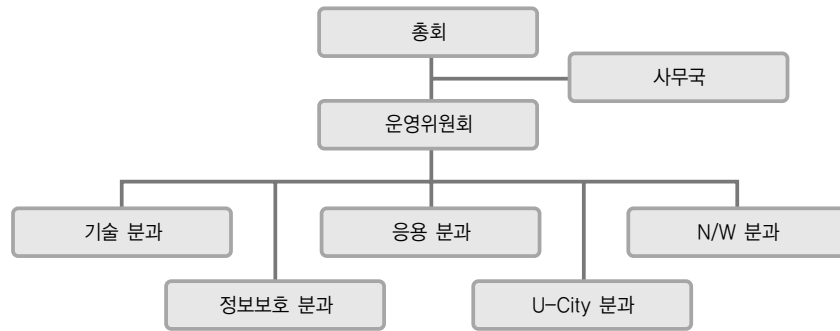 총회
사무국
운영위원회
기술 분과
응용 분과
N/W 분과
정보보호 분과
U-City 분과